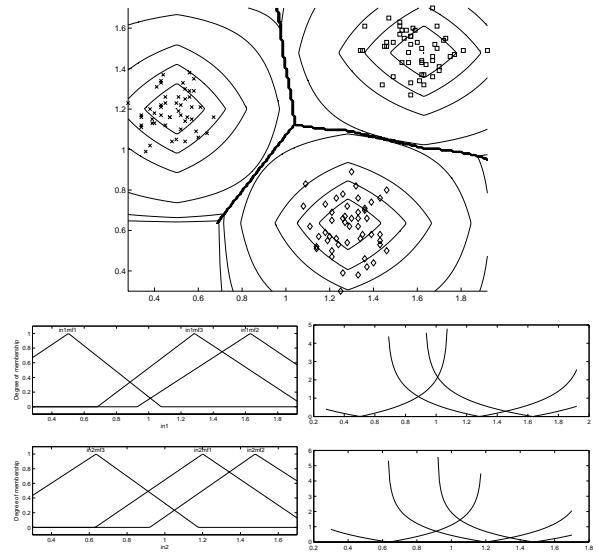 1.6
1.4
1.2
1
0.8
0.6
0.4
0.4 0.6 0.8 1 1.2 1.4 1.6 1.8
in1mf1 in1mf3 in1mf2
Degree of membership
1
0.8
0.6
0.4
0.2
0
0.4 0.6 0.8 1 1.2 1.4 1.6 1.8
in1
5
4
3
2
1
0
0.2 0.4 0.6 0.8 1 1.2 1.4 1.6 1.8 2
in2mf3 in2mf1 in2mf2
Degree of membership
1
0.8
0.6
0.4
0.2
0
0.4 0.6 0.8 1 1.2 1.4 1.6
in2
6
5
4
3
2
1
0
0.2 0.4 0.6 0.8 1 1.2 1.4 1.6 1.8